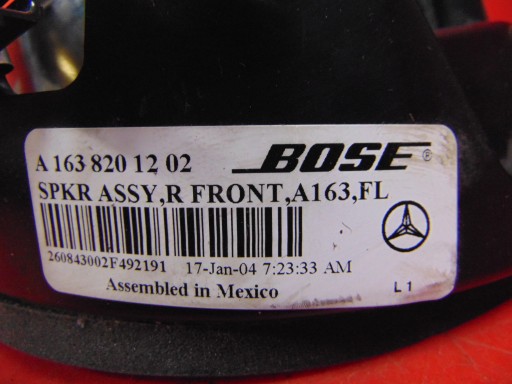 A 163 820 12 02 BOSE®
SPKR ASSY,R FRONT,A163,FL
260843002F492191 17-Jan-04 7:23:33 AM
Assembled in Mexico
L 1